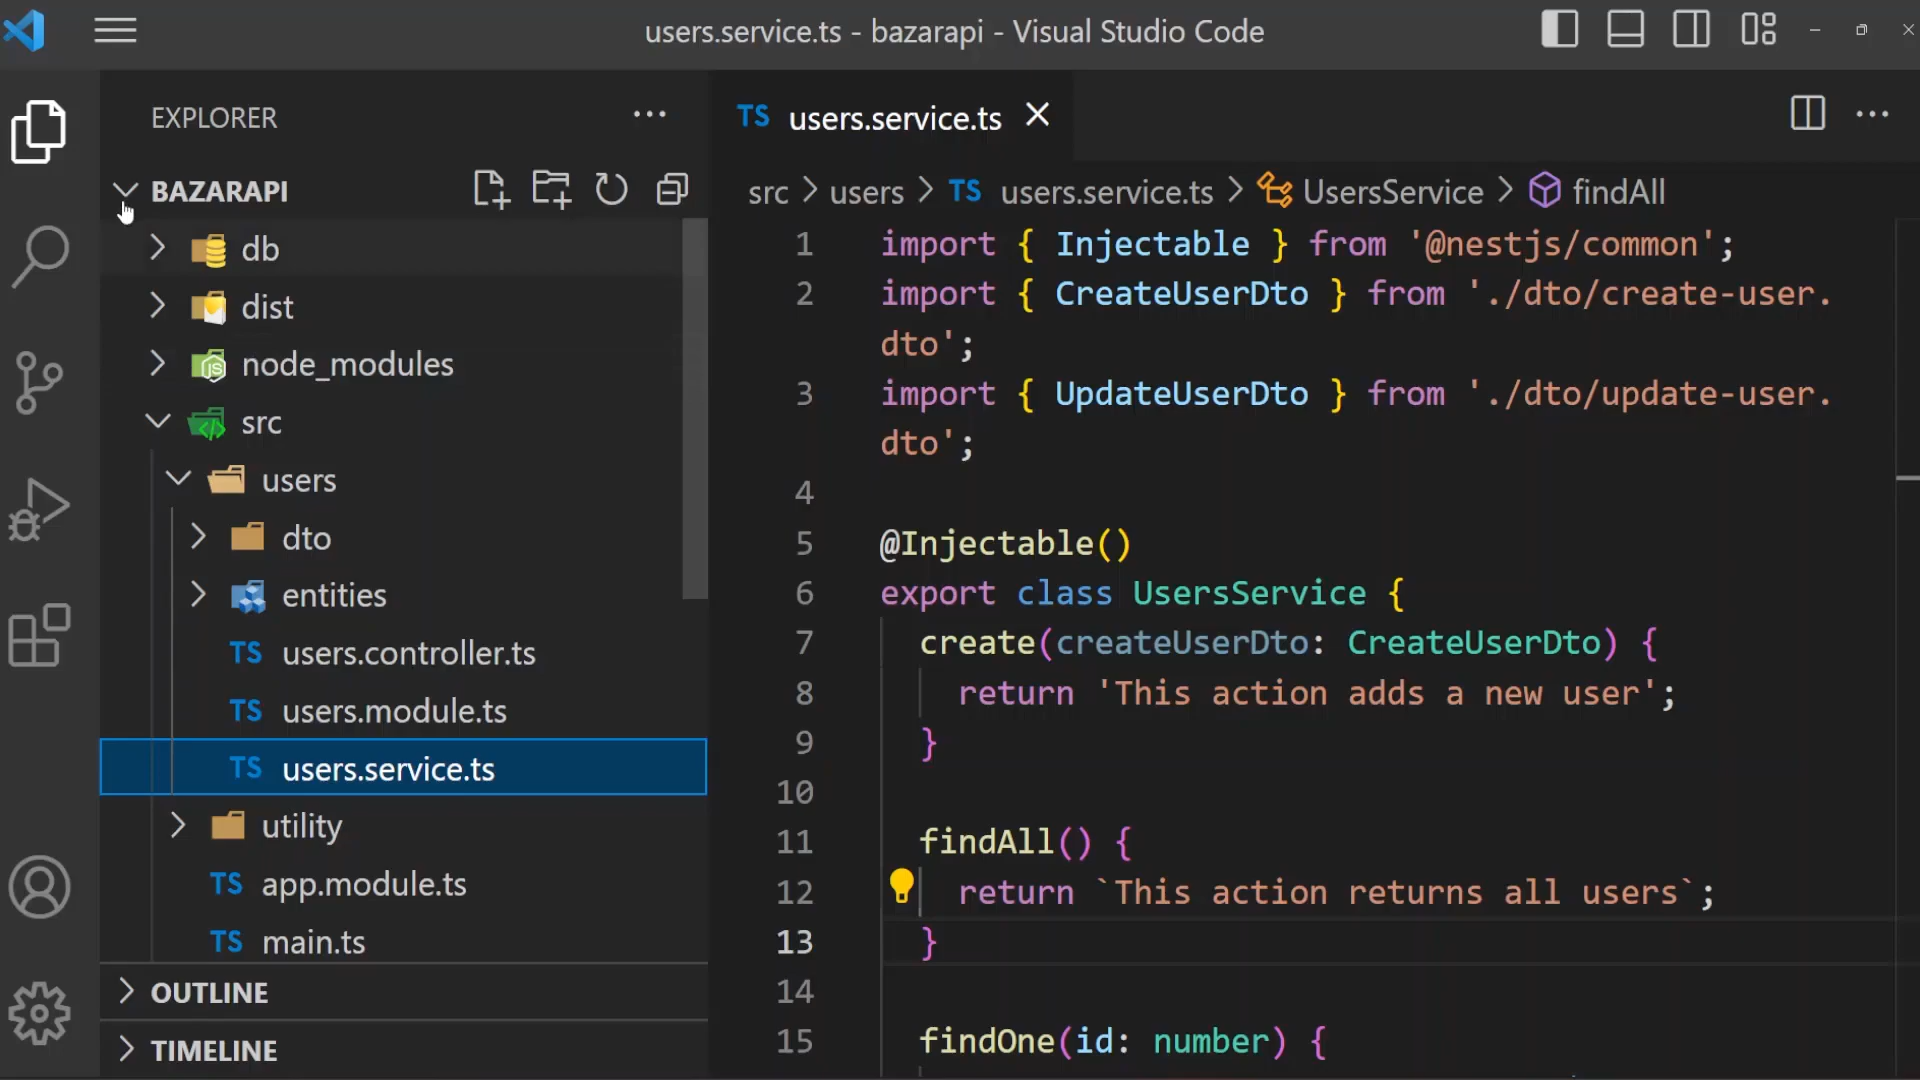 users.service.ts - bazarapi - Visual Studio Code
EXPLORER
BAZARAPI
db
dist
node_modules
src
users
dto
entities
TS users.controller.ts
TS users.module.ts
TS users.service.ts
utility
TS app.module.ts
TS main.ts
OUTLINE
TIMELINE
TS users.service.ts
src > users > TS users.service.ts > UsersService > findAll
1 import { Injectable } from '@nestjs/common';
2 import { CreateUserDto } from './dto/create-user.
dto';
3 import { UpdateUserDto } from './dto/update-user.
dto';
4
5 @Injectable()
6 export class UsersService {
7 create(createUserDto: CreateUserDto) {
8 return 'This action adds a new user';
9 }
10
11 findAll() {
12 return `This action returns all users`;
13 }
14
15 findOne(id: number) {